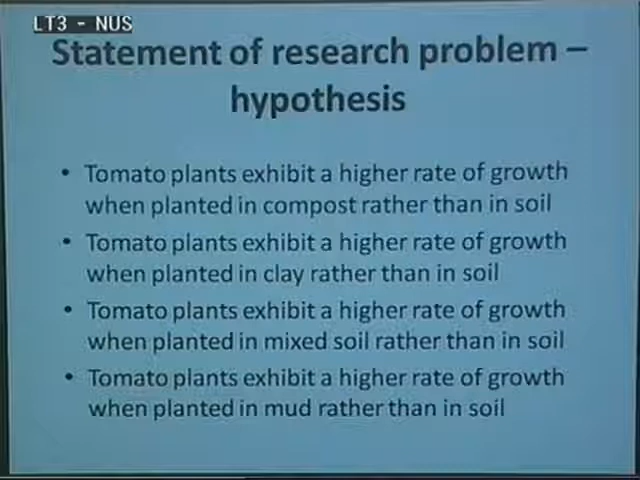 LT3 - NUS
Statement of research problem –
hypothesis
• Tomato plants exhibit a higher rate of growth
when planted in compost rather than in soil
• Tomato plants exhibit a higher rate of growth
when planted in clay rather than in soil
• Tomato plants exhibit a higher rate of growth
when planted in mixed soil rather than in soil
• Tomato plants exhibit a higher rate of growth
when planted in mud rather than in soil